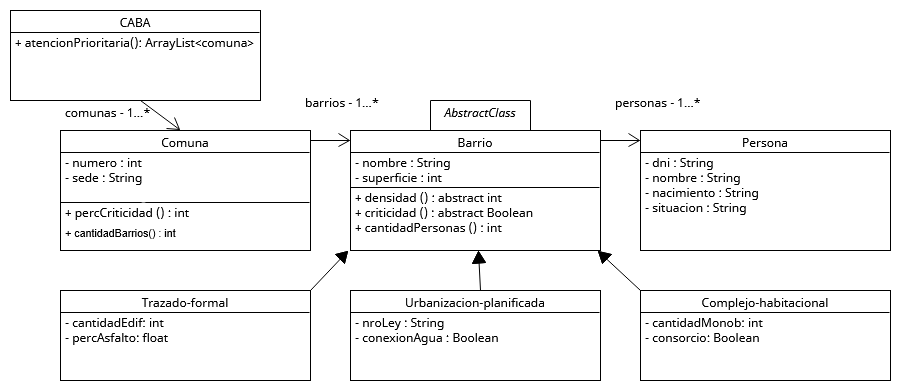 CABA
+ atencionPrioritaria(): ArrayList<comuna>
comunas - 1...*
barrios - 1...*
AbstractClass
personas - 1...*
Comuna
- numero : int
- sede : String
+ percCriticidad () : int
+ cantidadBarrios() : int
Barrio
- nombre : String
- superficie : int
+ densidad () : abstract int
+ criticidad () : abstract Boolean
+ cantidadPersonas () : int
Persona
- dni : String
- nombre : String
- nacimiento : String
- situacion : String
Trazado-formal
- cantidadEdif: int
- percAsfalto: float
Urbanizacion-planificada
- nroLey : String
- conexionAgua : Boolean
Complejo-habitacional
- cantidadMonob: int
- consorcio: Boolean